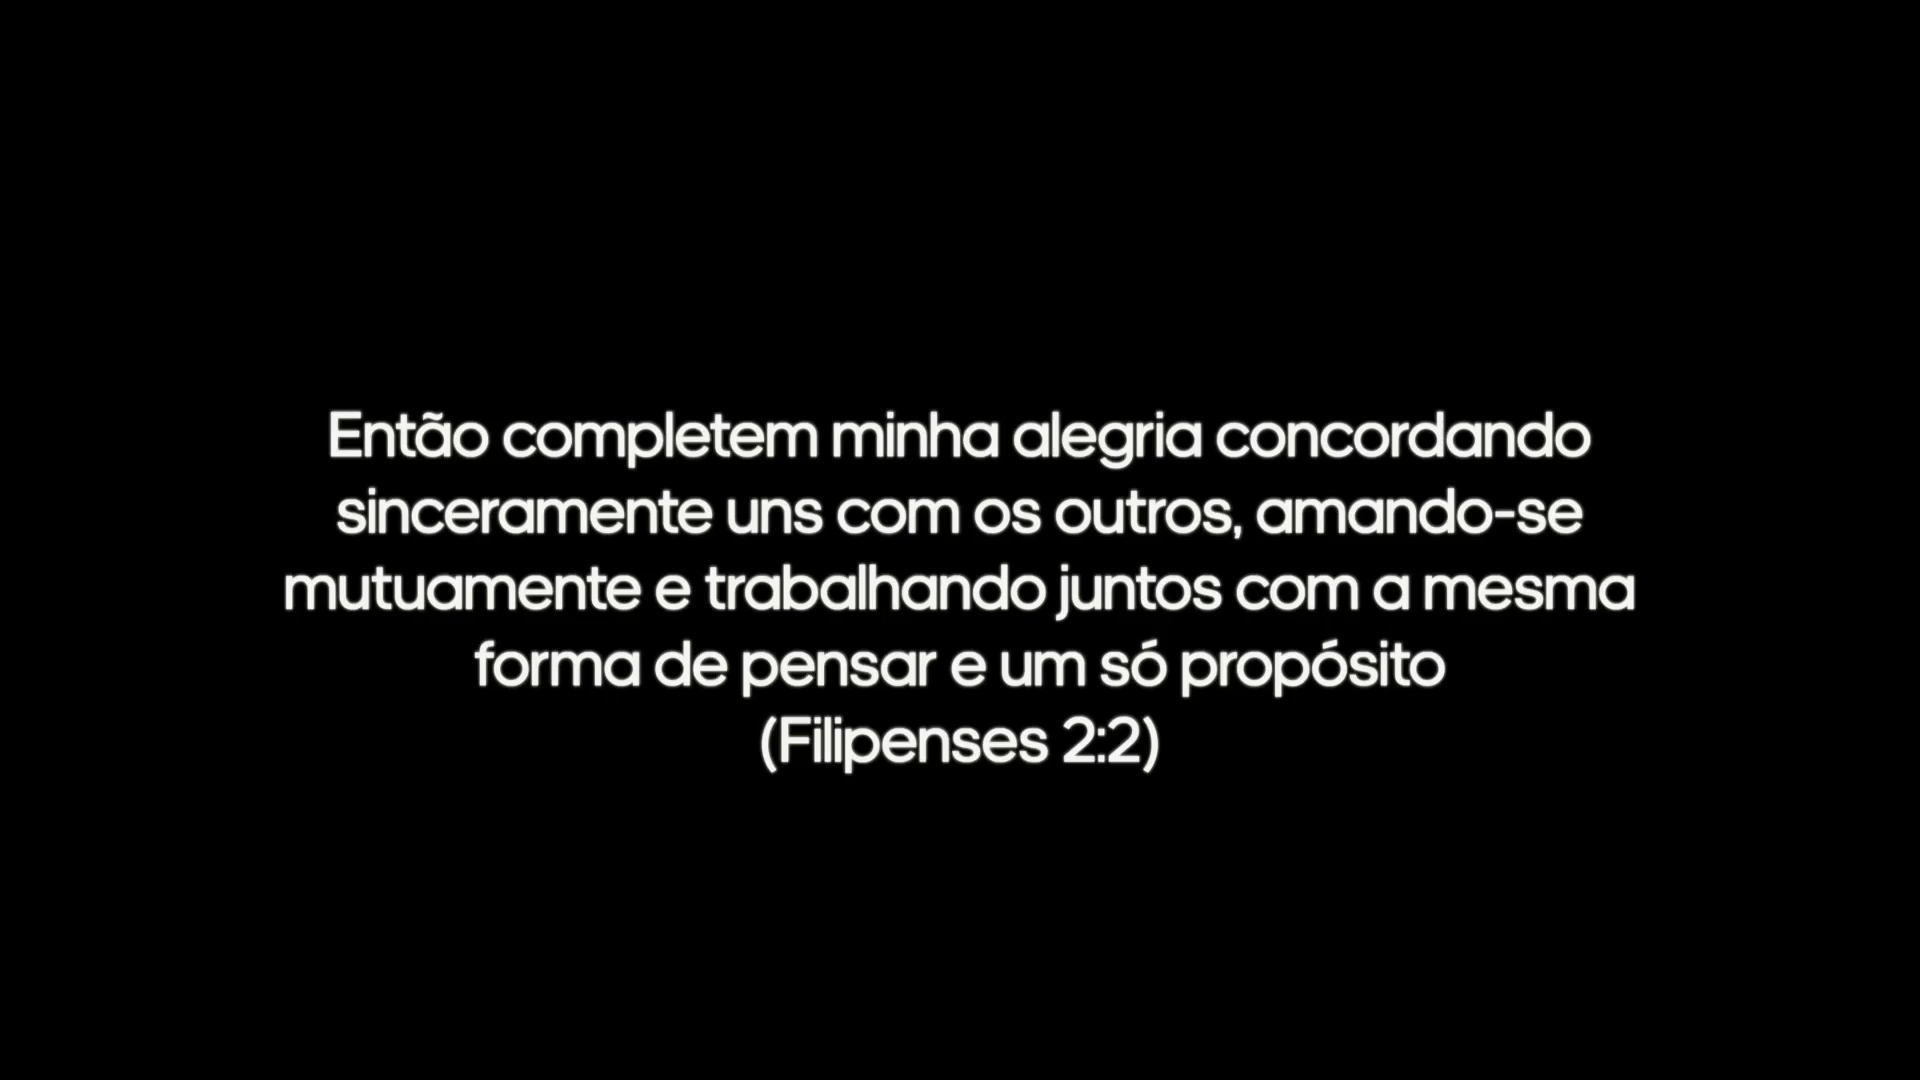 Então completem minha alegria concordando
sinceramente uns com os outros, amando-se
mutuamente e trabalhando juntos com a mesma
forma de pensar e um só propósito
(Filipenses 2:2)